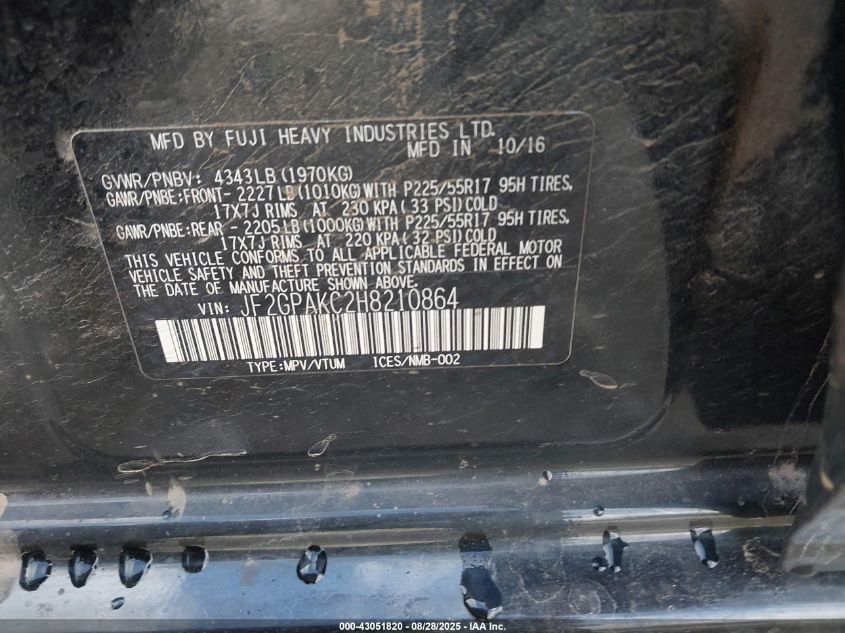 MFD BY FUJI HEAVY INDUSTRIES LTD.
MFD IN 10/16
GVWR/PNBV: 4343LB(1970KG)
GAWR/PNBE:FRONT-2227LB(1010KG)WITH P225/55R17 95H TIRES,
17X7J RIMS AT 230 KPA(33 PSI)COLD
GAWR/PNBE:REAR -2205LB(1000KG)WITH P225/55R17 95H TIRES,
17X7J RIMS AT 220 KPA(32 PSI)COLD
THIS VEHICLE CONFORMS TO ALL APPLICABLE FEDERAL MOTOR
VEHICLE SAFETY AND THEFT PREVENTION STANDARDS IN EFFECT ON
THE DATE OF MANUFACTURE SHOWN ABOVE.
VIN: JF2GPAKC2H8210864
TYPE:MPV/VTUM ICES/NMB-002
000-43051820 - 08/28/2025 - IAA Inc.